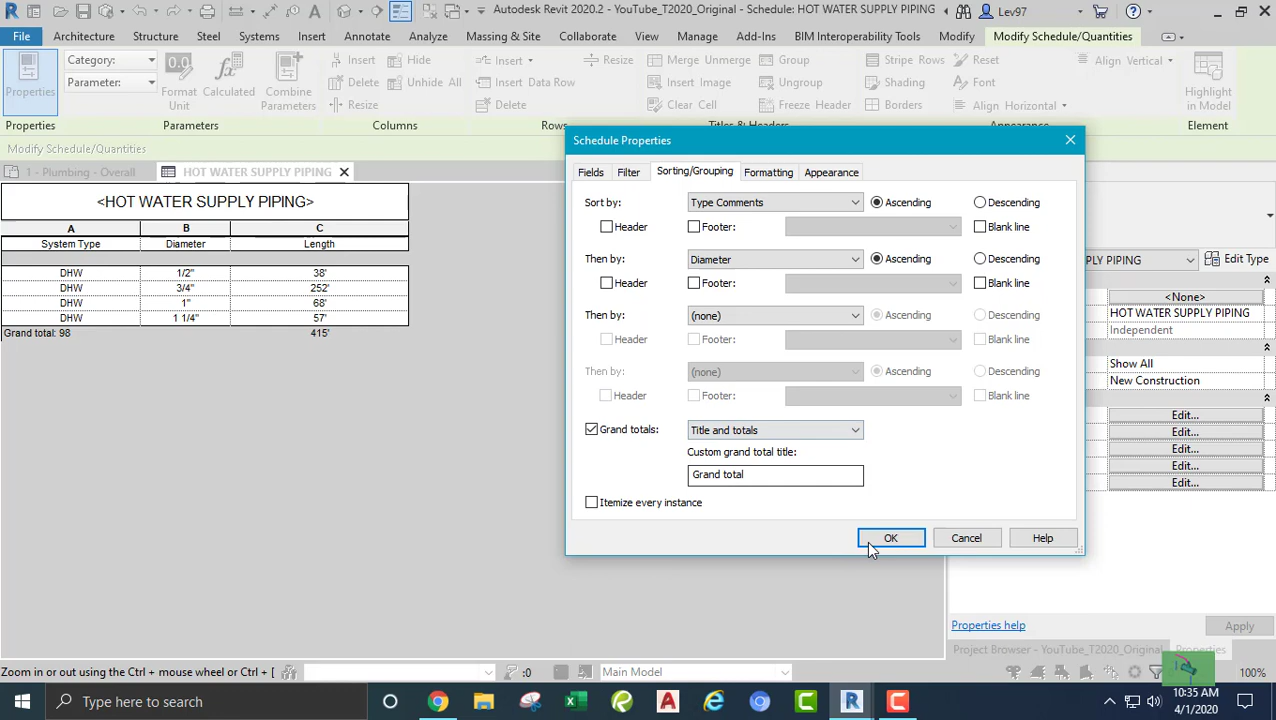 Autodesk Revit 2020.2 - YouTube_T2020_Original - Schedule: HOT WATER SUPPLY PIPING
Lev97
File Architecture Structure Steel Systems Insert Annotate Analyze Massing & Site Collaborate View Manage Add-Ins BIM Interoperability Tools Modify Modify Schedule/Quantities
Properties
Category:
Parameter:
Format Unit
Calculated
Combine Parameters
Insert
Delete
Resize
Hide
Unhide All
Insert
Insert Data Row
Delete
Resize
Merge Unmerge
Insert Image
Clear Cell
Group
Ungroup
Freeze Header
Stripe Rows
Shading
Borders
Reset
Font
Align Horizontal
Align Vertical
Highlight in Model
Properties Parameters Columns Rows Titles & Headers Appearance Element
Modify Schedule/Quantities
1 - Plumbing - Overall HOT WATER SUPPLY PIPING
<HOT WATER SUPPLY PIPING>
A B C
System Type Diameter Length
DHW 1/2" 38'
DHW 3/4" 252'
DHW 1" 68'
DHW 1 1/4" 57'
Grand total: 98 415'
Schedule Properties
Fields Filter Sorting/Grouping Formatting Appearance
Sort by: Type Comments Ascending Descending
Header Footer: Blank line
Then by: Diameter Ascending Descending
Header Footer: Blank line
Then by: (none) Ascending Descending
Header Footer: Blank line
Then by: (none) Ascending Descending
Header Footer: Blank line
Grand totals: Title and totals
Custom grand total title:
Grand total
Itemize every instance
OK Cancel Help
PLY PIPING Edit Type
<None>
HOT WATER SUPPLY PIPING
Independent
Show All
New Construction
Edit...
Edit...
Edit...
Edit...
Edit...
Properties help Apply
Project Browser - YouTube_T2020_Original Properties
Zoom in or out using the Ctrl + mouse wheel or Ctrl + [ :0 Main Model 100%
Type here to search
10:35 AM
4/1/2020